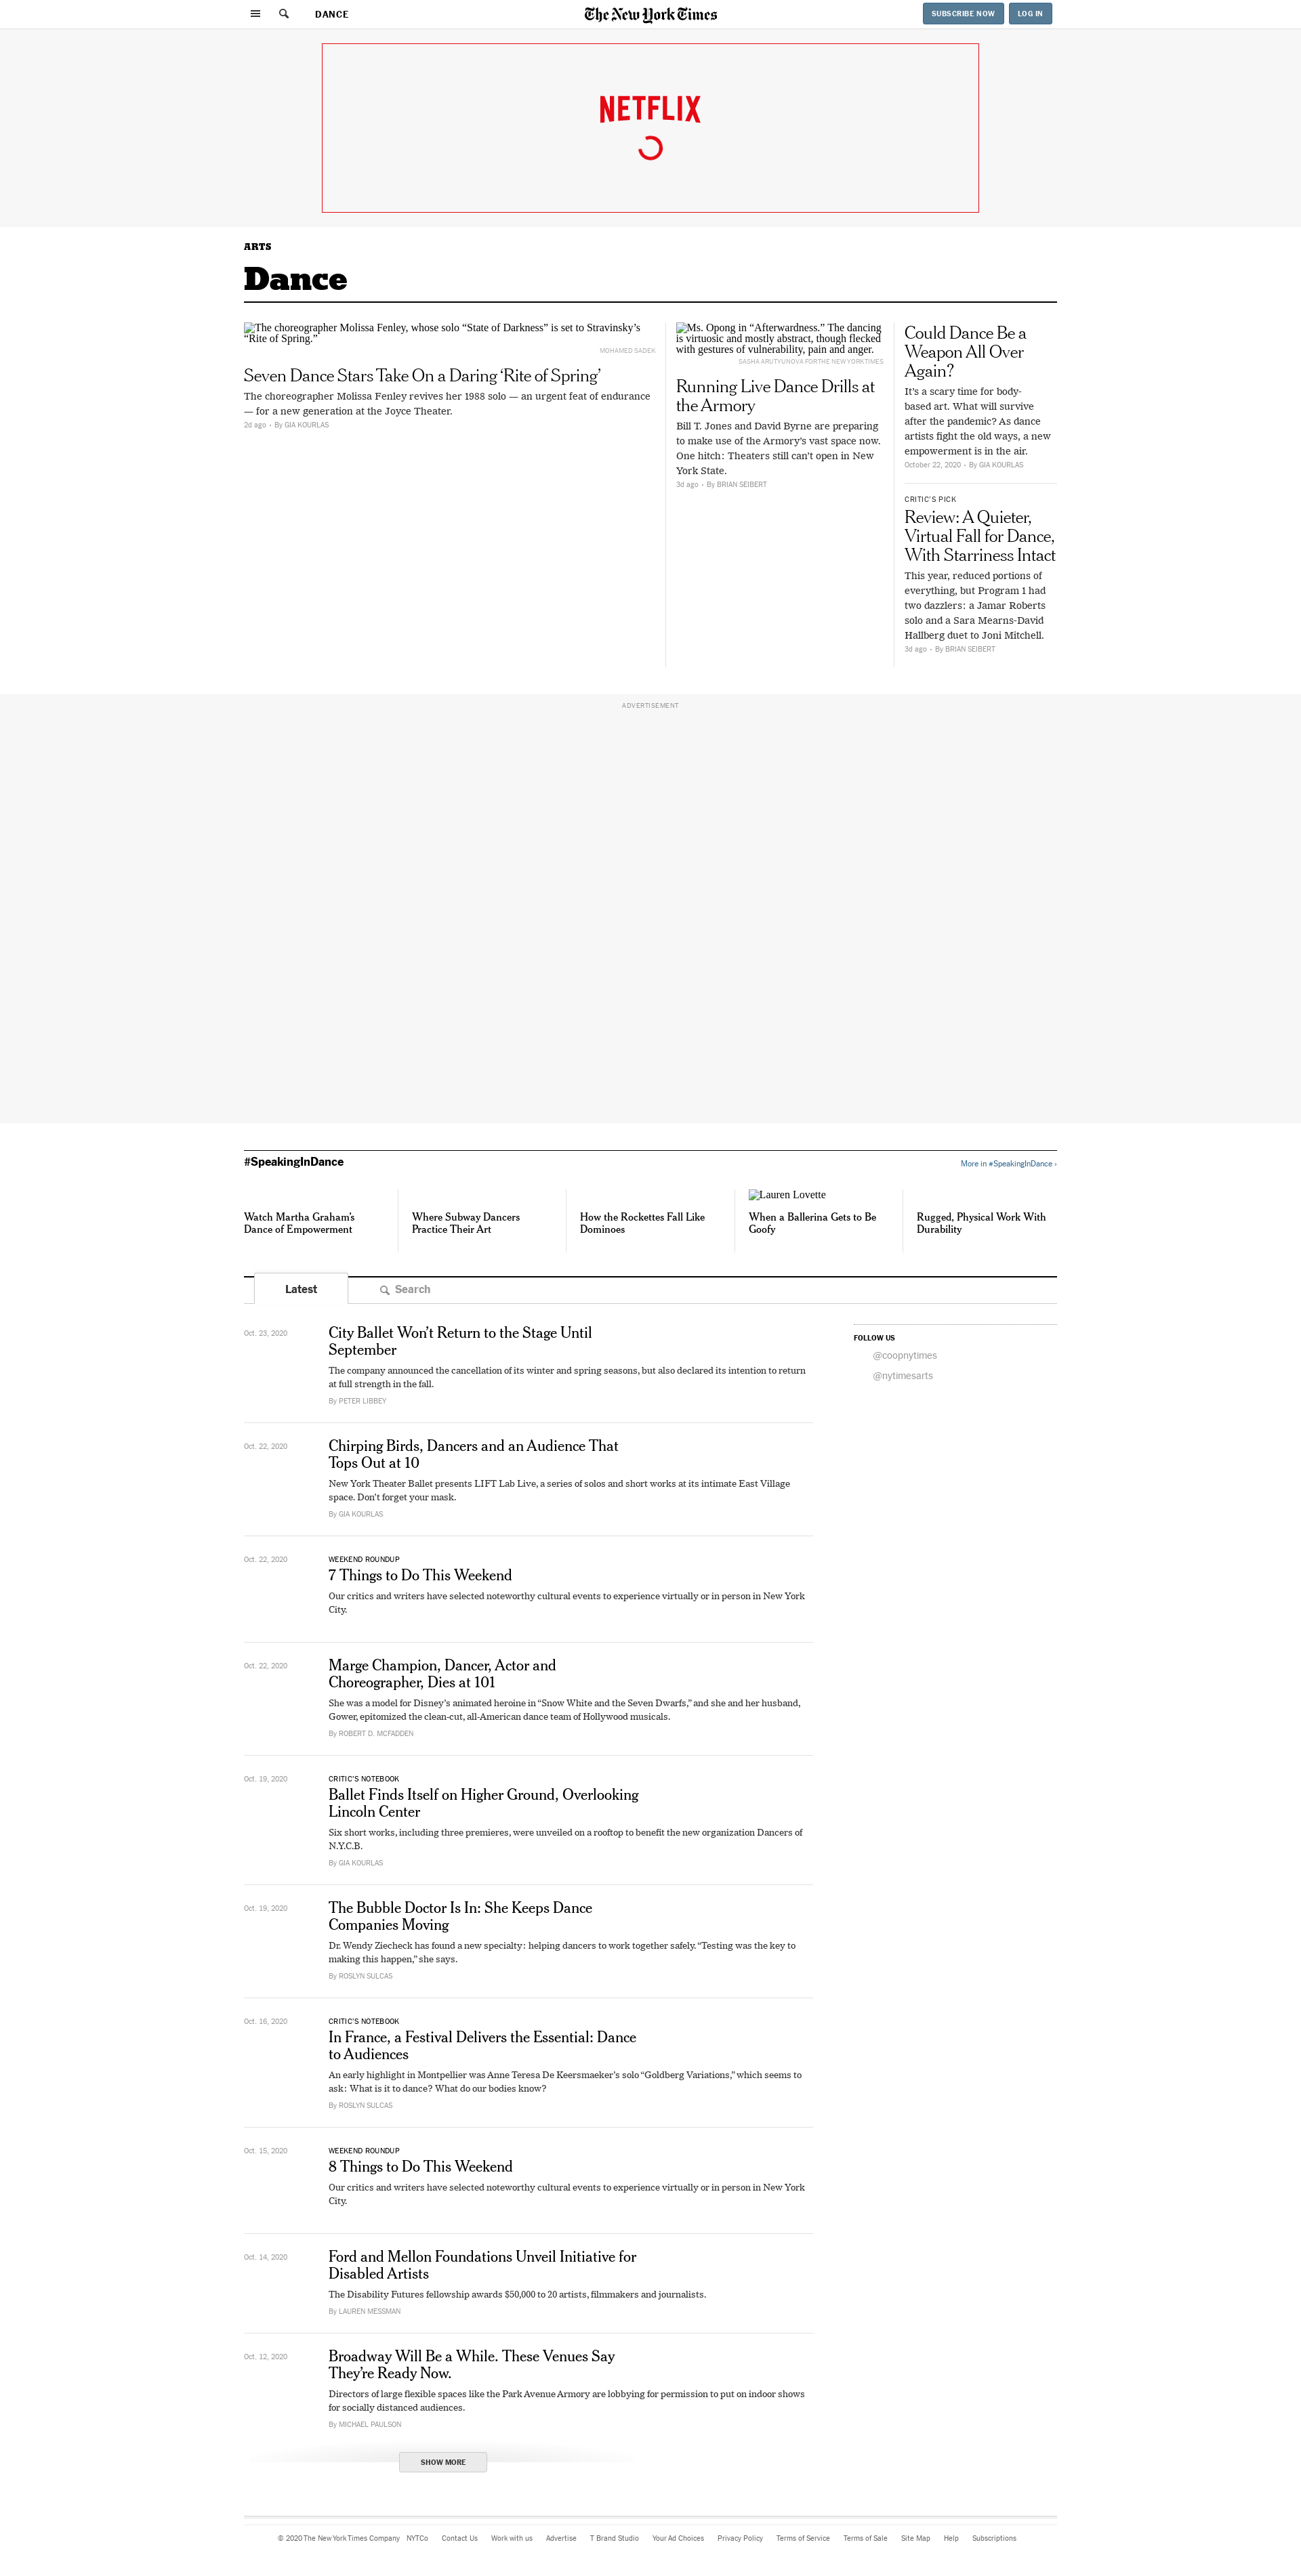 DANCE
The New York Times
SUBSCRIBE NOW
LOG IN
NETFLIX
ARTS
Dance
The choreographer Molissa Fenley, whose solo “State of Darkness” is set to Stravinsky’s
“Rite of Spring.”
MOHAMED SADEK
Seven Dance Stars Take On a Daring ‘Rite of Spring’
The choreographer Molissa Fenley revives her 1988 solo — an urgent feat of endurance
— for a new generation at the Joyce Theater.
2d ago • By GIA KOURLAS
Ms. Opong in “Afterwardness.” The dancing
is virtuosic and mostly abstract, though flecked
with gestures of vulnerability, pain and anger.
SASHA ARUTYUNOVA FOR THE NEW YORK TIMES
Running Live Dance Drills at
the Armory
Bill T. Jones and David Byrne are preparing
to make use of the Armory’s vast space now.
One hitch: Theaters still can’t open in New
York State.
3d ago • By BRIAN SEIBERT
Could Dance Be a
Weapon All Over
Again?
It’s a scary time for body-
based art. What will survive
after the pandemic? As dance
artists fight the old ways, a new
empowerment is in the air.
October 22, 2020 • By GIA KOURLAS
CRITIC’S PICK
Review: A Quieter,
Virtual Fall for Dance,
With Starriness Intact
This year, reduced portions of
everything, but Program 1 had
two dazzlers: a Jamar Roberts
solo and a Sara Mearns-David
Hallberg duet to Joni Mitchell.
3d ago • By BRIAN SEIBERT
ADVERTISEMENT
#SpeakingInDance
More in #SpeakingInDance ›
Watch Martha Graham’s
Dance of Empowerment
Where Subway Dancers
Practice Their Art
How the Rockettes Fall Like
Dominoes
Lauren Lovette
When a Ballerina Gets to Be
Goofy
Rugged, Physical Work With
Durability
Latest
Search
Oct. 23, 2020
City Ballet Won’t Return to the Stage Until
September
The company announced the cancellation of its winter and spring seasons, but also declared its intention to return
at full strength in the fall.
By PETER LIBBEY
FOLLOW US
@coopnytimes
@nytimesarts
Oct. 22, 2020
Chirping Birds, Dancers and an Audience That
Tops Out at 10
New York Theater Ballet presents LIFT Lab Live, a series of solos and short works at its intimate East Village
space. Don’t forget your mask.
By GIA KOURLAS
Oct. 22, 2020
WEEKEND ROUNDUP
7 Things to Do This Weekend
Our critics and writers have selected noteworthy cultural events to experience virtually or in person in New York
City.
Oct. 22, 2020
Marge Champion, Dancer, Actor and
Choreographer, Dies at 101
She was a model for Disney’s animated heroine in “Snow White and the Seven Dwarfs,” and she and her husband,
Gower, epitomized the clean-cut, all-American dance team of Hollywood musicals.
By ROBERT D. MCFADDEN
Oct. 19, 2020
CRITIC’S NOTEBOOK
Ballet Finds Itself on Higher Ground, Overlooking
Lincoln Center
Six short works, including three premieres, were unveiled on a rooftop to benefit the new organization Dancers of
N.Y.C.B.
By GIA KOURLAS
Oct. 19, 2020
The Bubble Doctor Is In: She Keeps Dance
Companies Moving
Dr. Wendy Ziecheck has found a new specialty: helping dancers to work together safely. “Testing was the key to
making this happen,” she says.
By ROSLYN SULCAS
Oct. 16, 2020
CRITIC’S NOTEBOOK
In France, a Festival Delivers the Essential: Dance
to Audiences
An early highlight in Montpellier was Anne Teresa De Keersmaeker’s solo “Goldberg Variations,” which seems to
ask: What is it to dance? What do our bodies know?
By ROSLYN SULCAS
Oct. 15, 2020
WEEKEND ROUNDUP
8 Things to Do This Weekend
Our critics and writers have selected noteworthy cultural events to experience virtually or in person in New York
City.
Oct. 14, 2020
Ford and Mellon Foundations Unveil Initiative for
Disabled Artists
The Disability Futures fellowship awards $50,000 to 20 artists, filmmakers and journalists.
By LAUREN MESSMAN
Oct. 12, 2020
Broadway Will Be a While. These Venues Say
They’re Ready Now.
Directors of large flexible spaces like the Park Avenue Armory are lobbying for permission to put on indoor shows
for socially distanced audiences.
By MICHAEL PAULSON
SHOW MORE
© 2020 The New York Times Company NYTCo Contact Us Work with us Advertise T Brand Studio Your Ad Choices Privacy Policy Terms of Service Terms of Sale Site Map Help Subscriptions